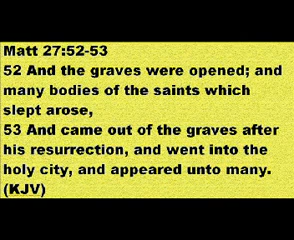 Matt 27:52-53
52 And the graves were opened; and
many bodies of the saints which
slept arose,
53 And came out of the graves after
his resurrection, and went into the
holy city, and appeared unto many.
(KJV)